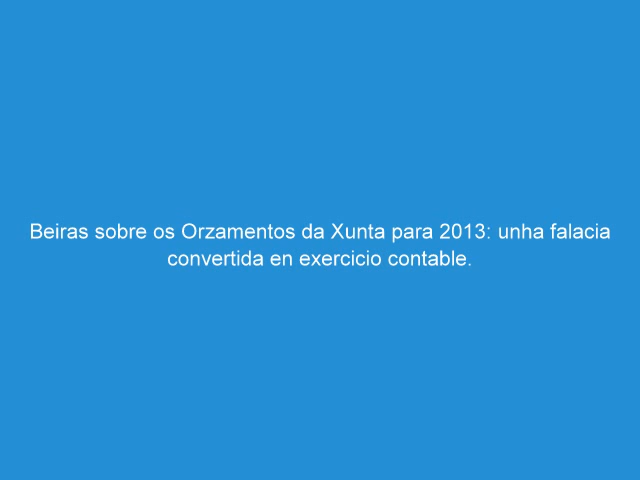 Beiras sobre os Orzamentos da Xunta para 2013: unha falacia
convertida en exercicio contable.